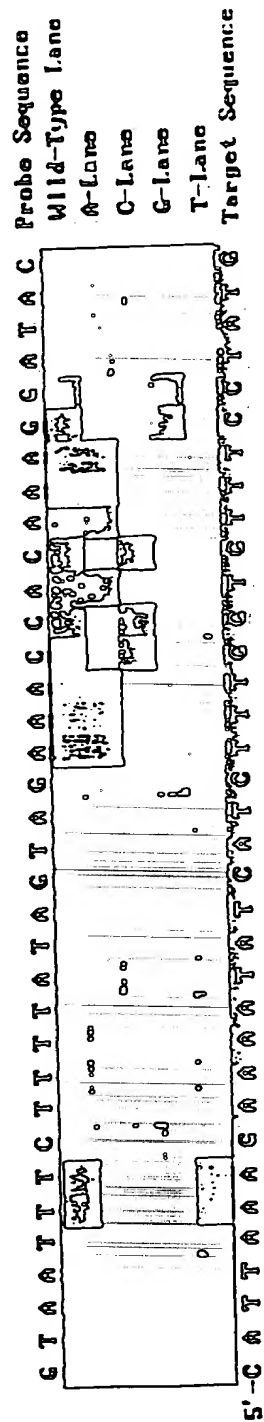 Probe Sequence G T A A T T T C T T T T A T A G T A G A A A C C A C A A A G G A T A C
Wild-Type Lane
A-Lane
C-Lane
G-Lane
T-Lane
Target Sequence 5'-C A T T A A A G A A A A T A T C A T C T T T G G T G T T T C C T A T G